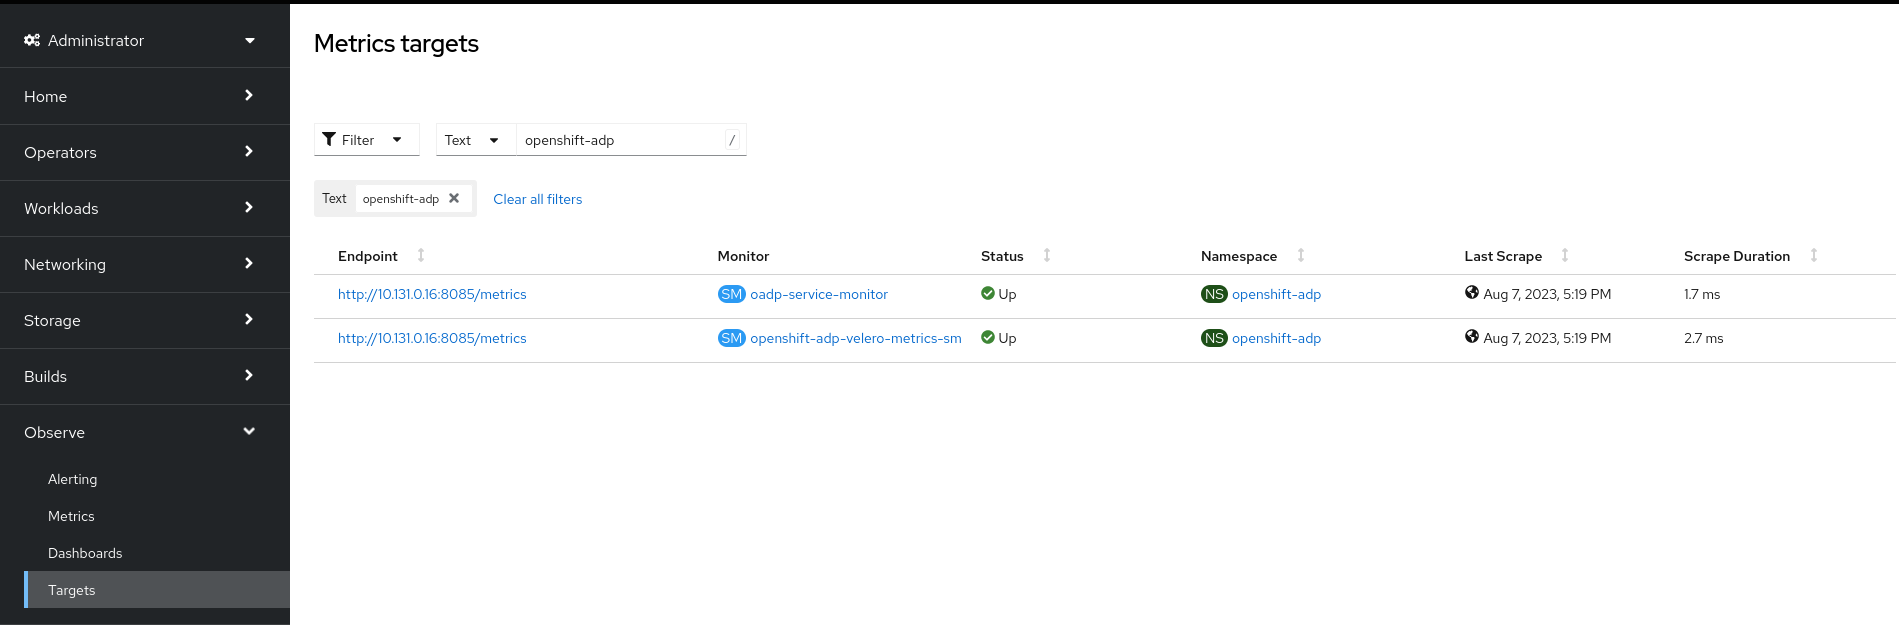 Administrator
Home
Operators
Workloads
Networking
Storage
Builds
Observe
Alerting
Metrics
Dashboards
Targets
Metrics targets
Filter Text openshift-adp /
Text openshift-adp Clear all filters
Endpoint Monitor Status Namespace Last Scrape Scrape Duration
http://10.131.0.16:8085/metrics SM oadp-service-monitor Up NS openshift-adp Aug 7, 2023, 5:19 PM 1.7 ms
http://10.131.0.16:8085/metrics SM openshift-adp-velero-metrics-sm Up NS openshift-adp Aug 7, 2023, 5:19 PM 2.7 ms